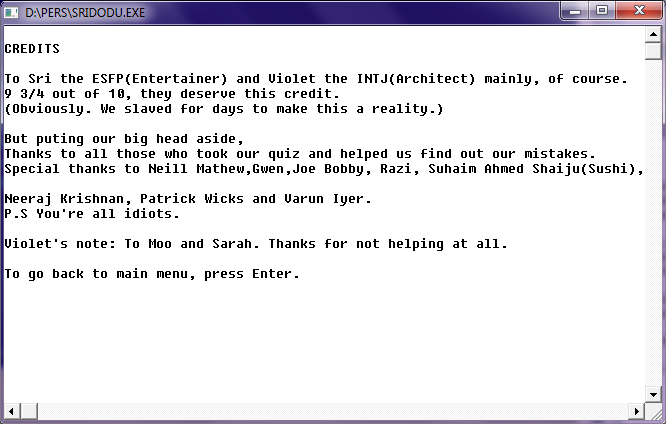 D:\PERS\SRIDODU.EXE
CREDITS
To Sri the ESFP(Entertainer) and Violet the INTJ(Architect) mainly, of course.
9 3/4 out of 10, they deserve this credit.
(Obviously. We slaved for days to make this a reality.)
But puting our big head aside,
Thanks to all those who took our quiz and helped us find out our mistakes.
Special thanks to Neill Mathew,Gwen,Joe Bobby, Razi, Suhaim Ahmed Shaiju(Sushi),
Neeraj Krishnan, Patrick Wicks and Varun Iyer.
P.S You're all idiots.
Violet's note: To Moo and Sarah. Thanks for not helping at all.
To go back to main menu, press Enter.